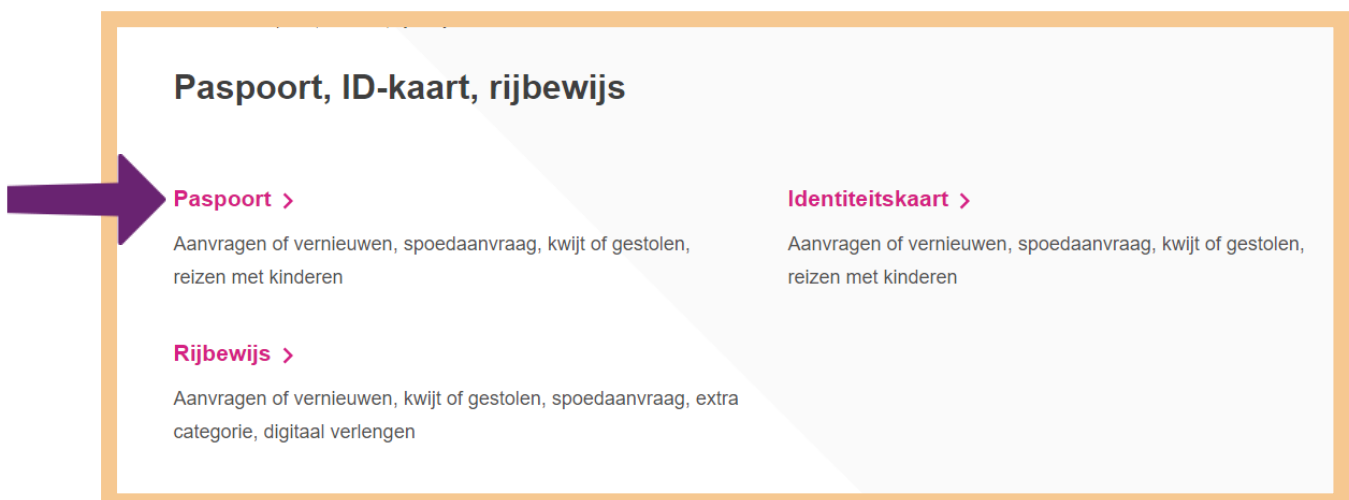 Paspoort, ID-kaart, rijbewijs
Paspoort >
Aanvragen of vernieuwen, spoedaanvraag, kwijt of gestolen,
reizen met kinderen
Identiteitskaart >
Aanvragen of vernieuwen, spoedaanvraag, kwijt of gestolen,
reizen met kinderen
Rijbewijs >
Aanvragen of vernieuwen, kwijt of gestolen, spoedaanvraag, extra
categorie, digitaal verlengen